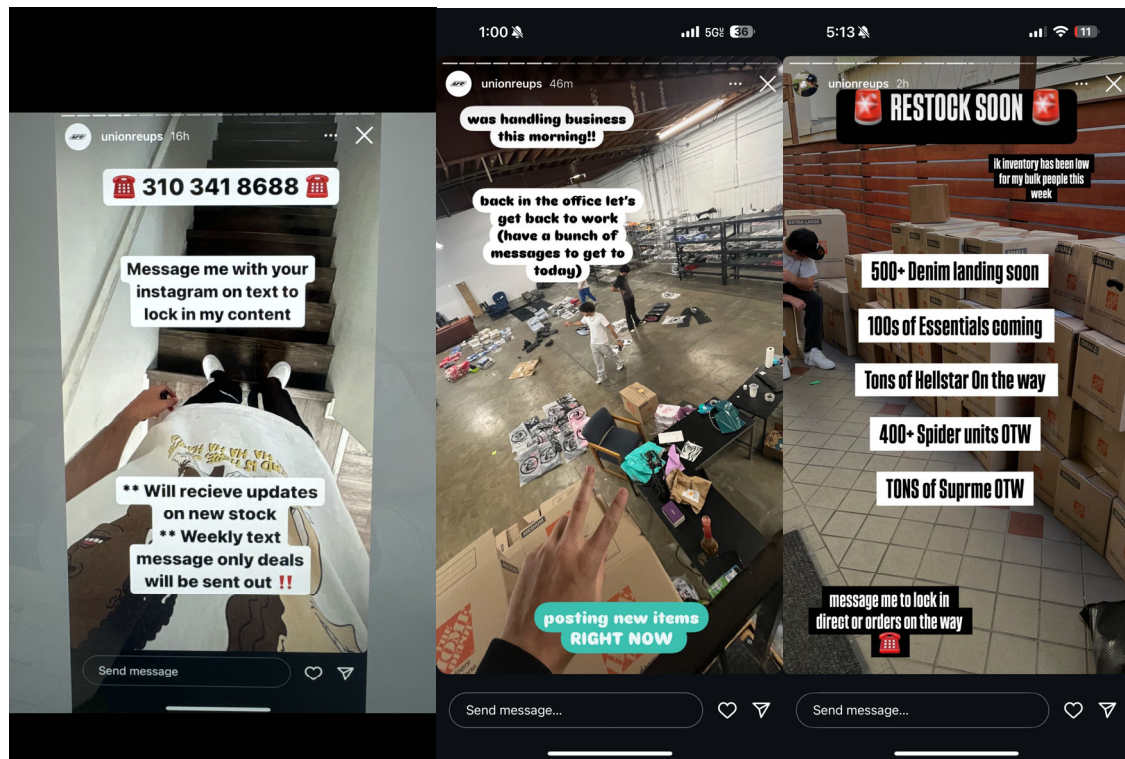 unionreups 16h
☎️ 310 341 8688 ☎️
Message me with your
instagram on text to
lock in my content
** Will recieve updates
on new stock
** Weekly text
message only deals
will be sent out ‼️
Send message
1:00
5G
36
unionreups 46m
was handling business
this morning!!
back in the office let's
get back to work
(have a bunch of
messages to get to
today)
MEDIUM
posting new items
RIGHT NOW
Send message...
5:13
11
unionreups 2h
🚨 RESTOCK SOON 🚨
ik inventory has been low
for my bulk people this
week
EXTRA LARGE
SMALL
500+ Denim landing soon
100s of Essentials coming
SMALL
Tons of Hellstar On the way
400+ Spider units OTW
TONS of Suprme OTW
message me to lock in
direct or orders on the way
☎️
Send message...